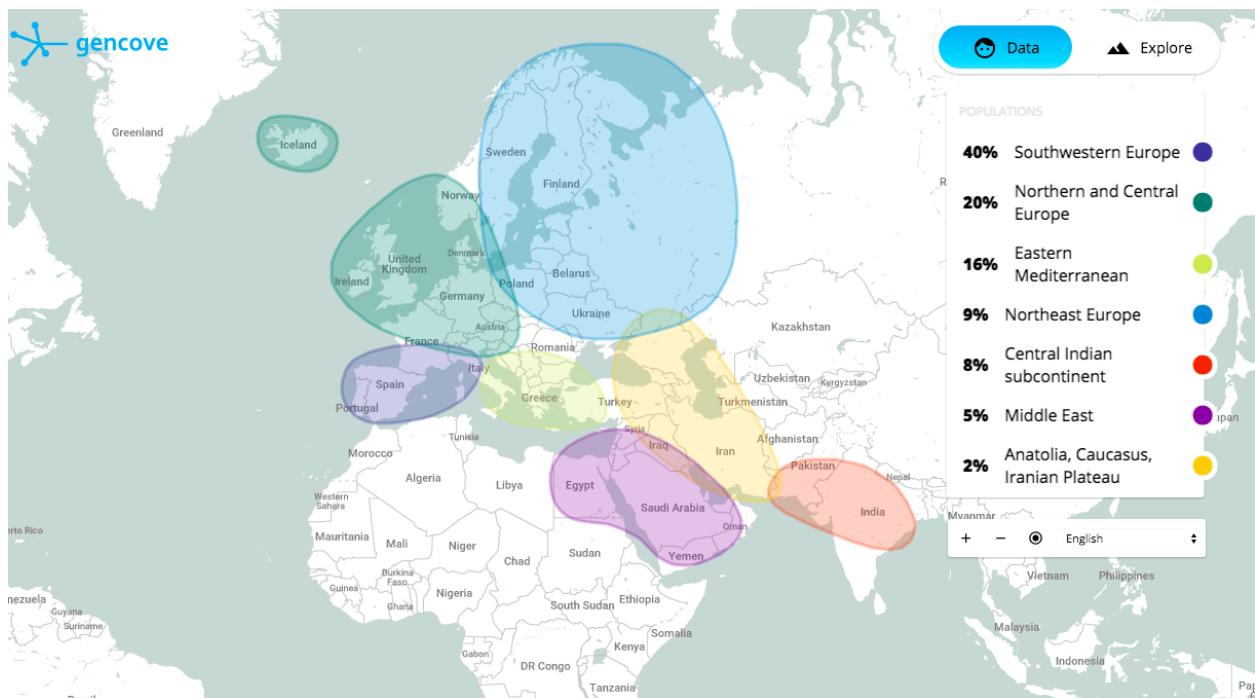 gencove
Data
Explore
POPULATIONS
40% Southwestern Europe
20% Northern and Central
Europe
16% Eastern
Mediterranean
9% Northeast Europe
8% Central Indian
subcontinent
5% Middle East
2% Anatolia, Caucasus,
Iranian Plateau
+ − English
Greenland
Iceland
Sweden
Finland
Norway
United
Kingdom
Denmark
Ireland
Belarus
Poland
Germany
Ukraine
Austria
Kazakhstan
France
Romania
Italy
Spain
Uzbekistan
Kyrgyzstan
Greece
Turkey
Turkmenistan
Portugal
Syria
Tunisia
Afghanistan
Iraq
Iran
Morocco
Pakistan
Algeria
Libya
Egypt
Nepal
Western
Sahara
Saudi Arabia
India
Myanmar
Oman
erto Rico
Mauritania
Mali
Niger
Sudan
Yemen
Chad
Burkina
Faso
Guinea
Nigeria
Ghana
Vietnam
Philippines
nezuela
Guyana
Suriname
South Sudan
Ethiopia
Somalia
Malaysia
Gabon
Kenya
DR Congo
Indonesia
Tanzania
R
apan
Pa